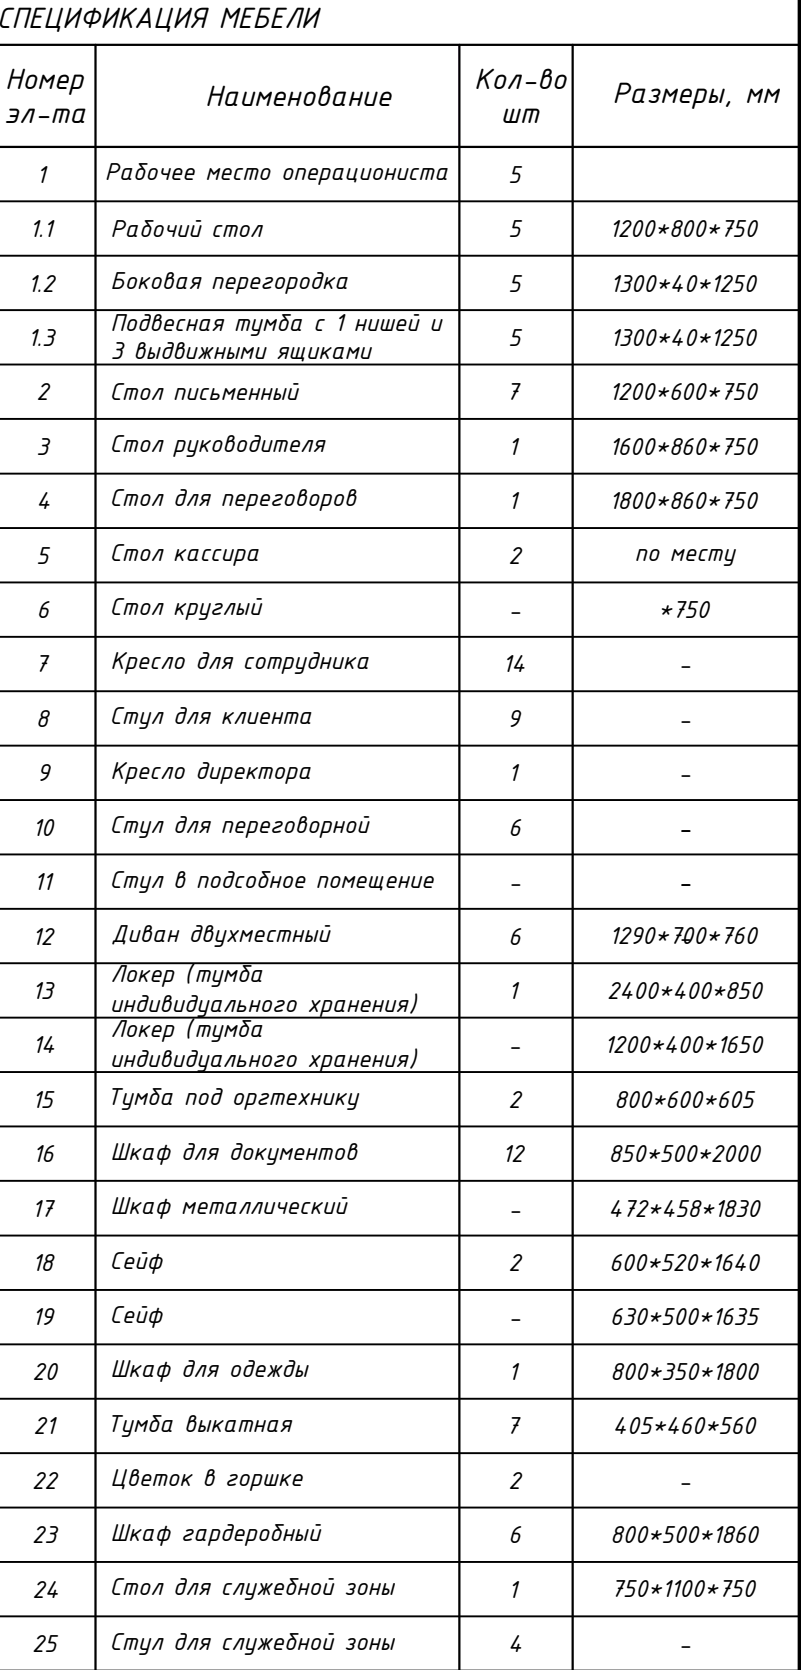 СПЕЦИФИКАЦИЯ МЕБЕЛИ
Номер эл-та Наименование Кол-во шт Размеры, мм
1 Рабочее место операциониста 5
1.1 Рабочий стол 5 1200*800*750
1.2 Боковая перегородка 5 1300*40*1250
1.3 Подвесная тумба с 1 нишей и 3 выдвижными ящиками 5 1300*40*1250
2 Стол письменный 7 1200*600*750
3 Стол руководителя 1 1600*860*750
4 Стол для переговоров 1 1800*860*750
5 Стол кассира 2 по месту
6 Стол круглый - *750
7 Кресло для сотрудника 14 -
8 Стул для клиента 9 -
9 Кресло директора 1 -
10 Стул для переговорной 6 -
11 Стул в подсобное помещение - -
12 Диван двухместный 6 1290*700*760
13 Локер (тумба индивидуального хранения) 1 2400*400*850
14 Локер (тумба индивидуального хранения) - 1200*400*1650
15 Тумба под оргтехнику 2 800*600*605
16 Шкаф для документов 12 850*500*2000
17 Шкаф металлический - 472*458*1830
18 Сейф 2 600*520*1640
19 Сейф - 630*500*1635
20 Шкаф для одежды 1 800*350*1800
21 Тумба выкатная 7 405*460*560
22 Цветок в горшке 2 -
23 Шкаф гардеробный 6 800*500*1860
24 Стол для служебной зоны 1 750*1100*750
25 Стул для служебной зоны 4 -